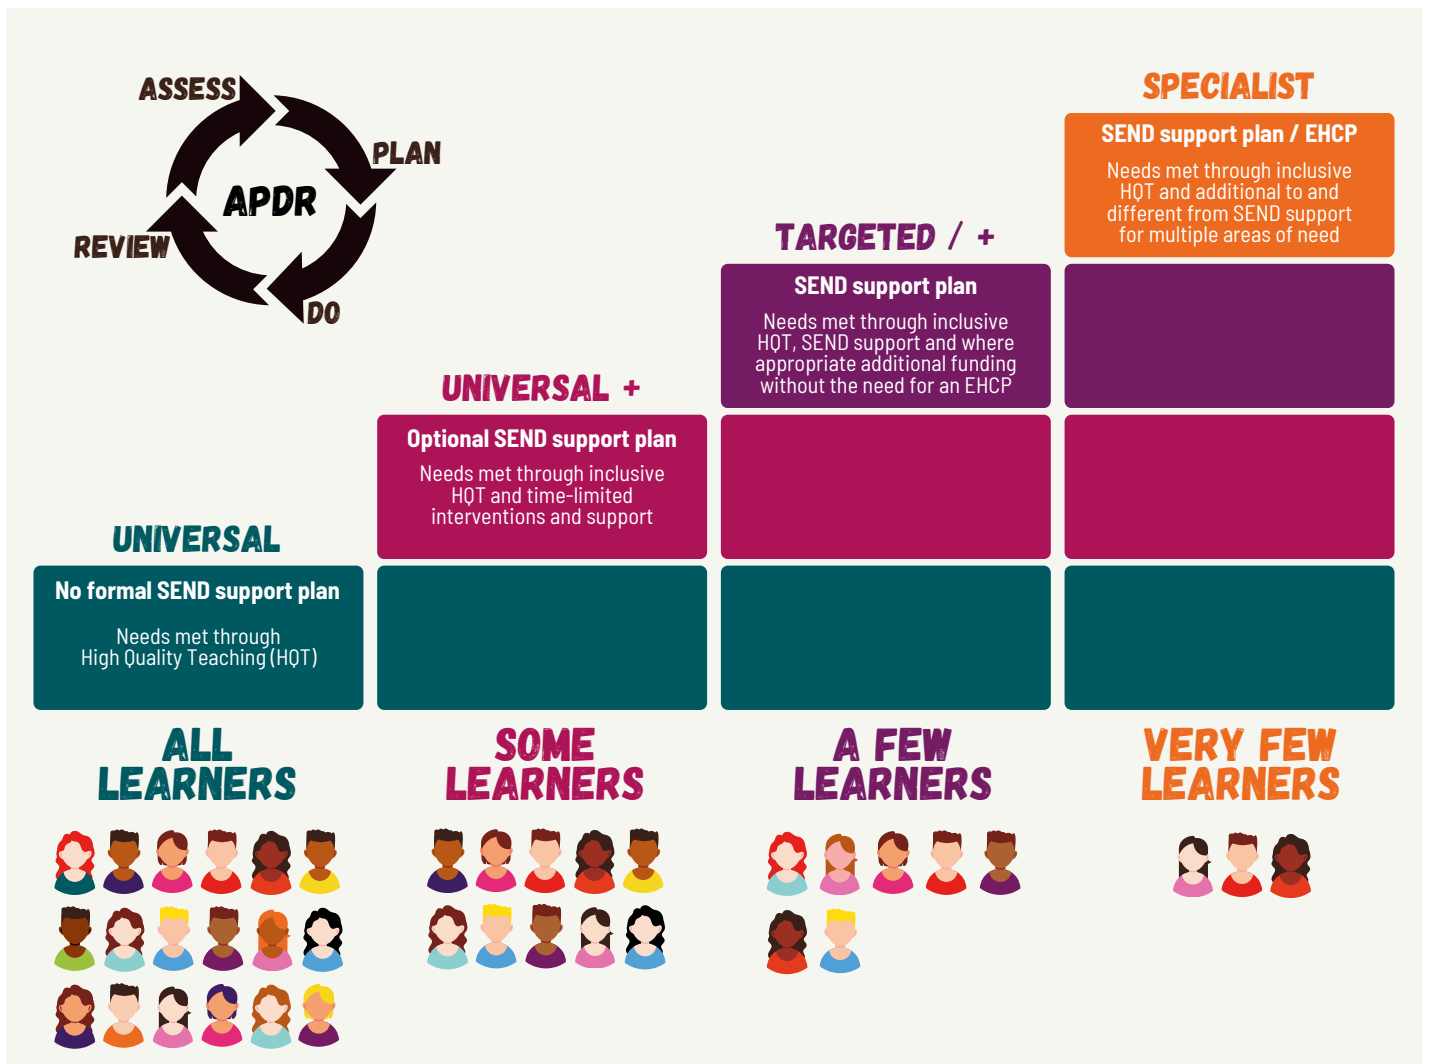 ASSESS
PLAN
APDR
REVIEW
DO
SPECIALIST
SEND support plan / EHCP
Needs met through inclusive
HQT and additional to and
different from SEND support
for multiple areas of need
TARGETED / +
SEND support plan
Needs met through inclusive
HQT, SEND support and where
appropriate additional funding
without the need for an EHCP
UNIVERSAL +
Optional SEND support plan
Needs met through inclusive
HQT and time-limited
interventions and support
UNIVERSAL
No formal SEND support plan
Needs met through
High Quality Teaching (HQT)
ALL
LEARNERS
SOME
LEARNERS
A FEW
LEARNERS
VERY FEW
LEARNERS